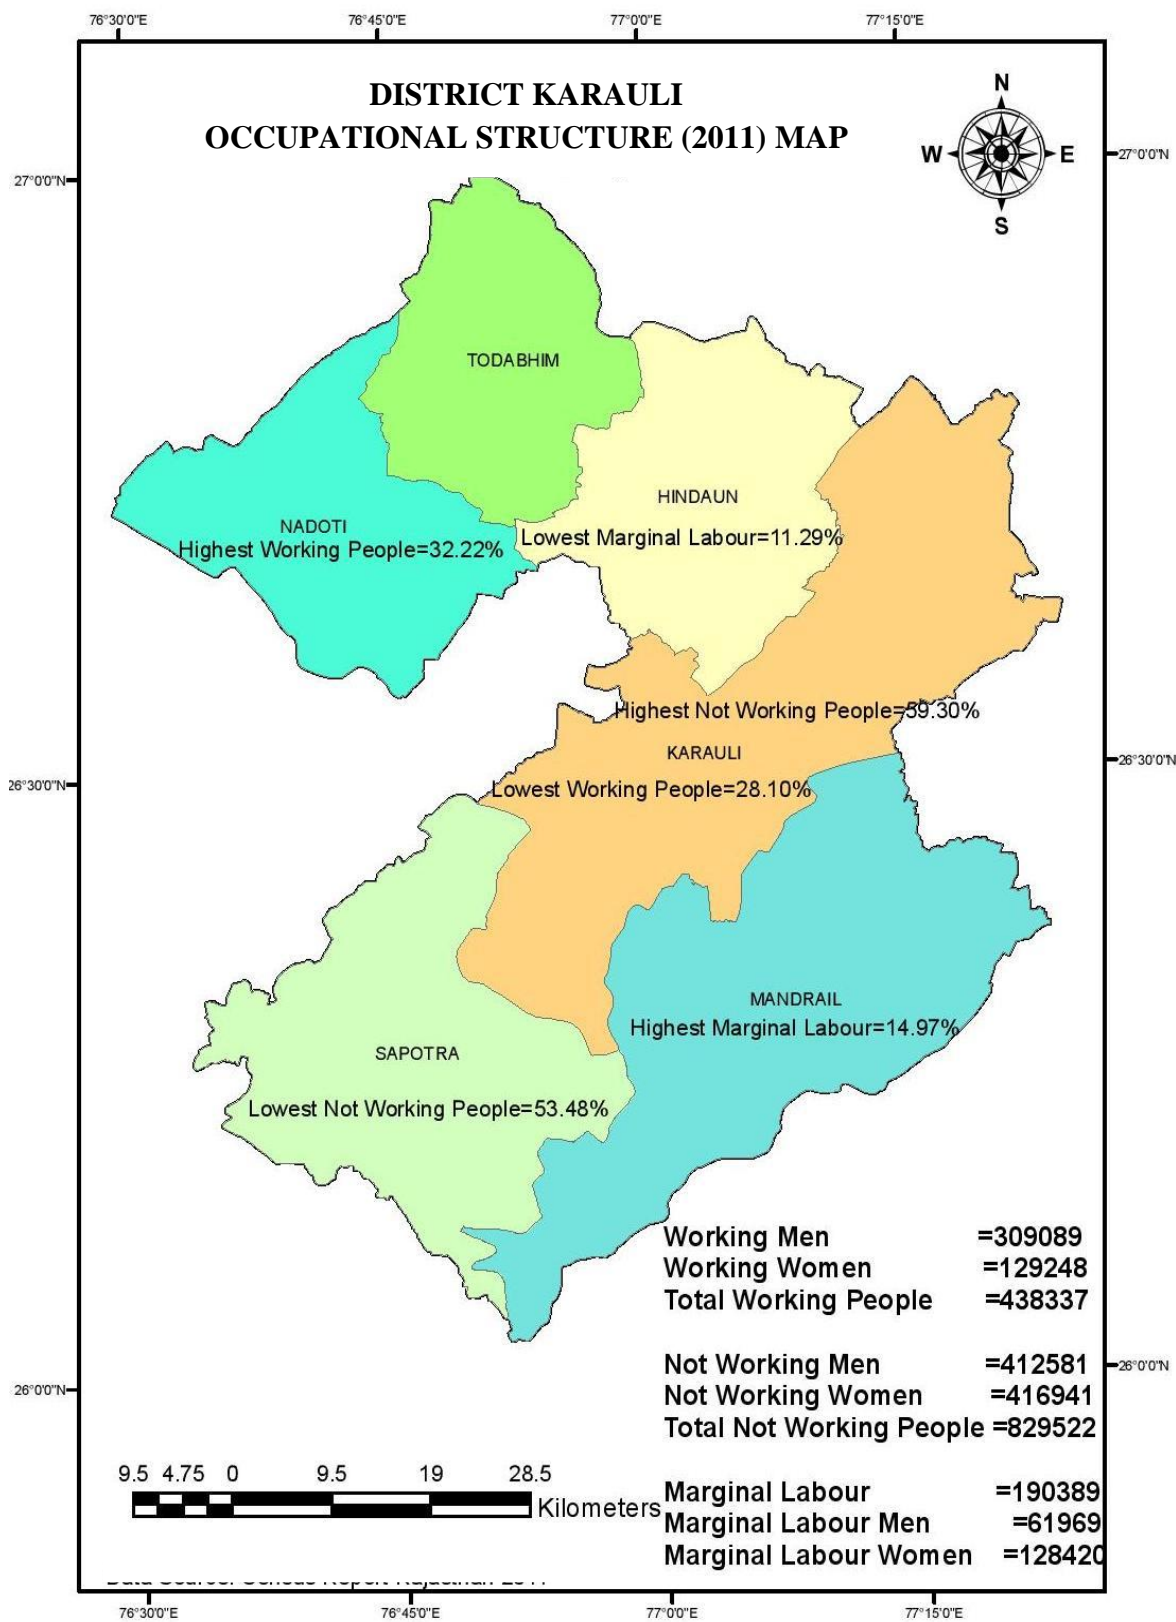 76°30'0"E 76°45'0"E 77°0'0"E 77°15'0"E
DISTRICT KARAULI
OCCUPATIONAL STRUCTURE (2011) MAP
N
W E
S
27°0'0"N 27°0'0"N
TODABHIM
HINDAUN
Lowest Marginal Labour=11.29%
NADOTI
Highest Working People=32.22%
Highest Not Working People=59.30%
KARAULI
Lowest Working People=28.10%
26°30'0"N 26°30'0"N
MANDRAIL
Highest Marginal Labour=14.97%
SAPOTRA
Lowest Not Working People=53.48%
Working Men =309089
Working Women =129248
Total Working People =438337
Not Working Men =412581
Not Working Women =416941
Total Not Working People =829522
26°0'0"N 26°0'0"N
Marginal Labour =190389
Marginal Labour Men =61969
Marginal Labour Women =128420
9.5 4.75 0 9.5 19 28.5
Kilometers
Data Source: Census Report Rajasthan 2011
76°30'0"E 76°45'0"E 77°0'0"E 77°15'0"E